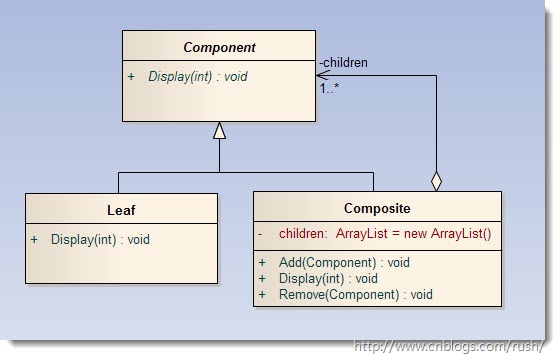 Component
+ Display(int) : void
-children
1..*
Leaf
+ Display(int) : void
Composite
- children: ArrayList = new ArrayList()
+ Add(Component) : void
+ Display(int) : void
+ Remove(Component) : void
http://www.cnblogs.com/rush/